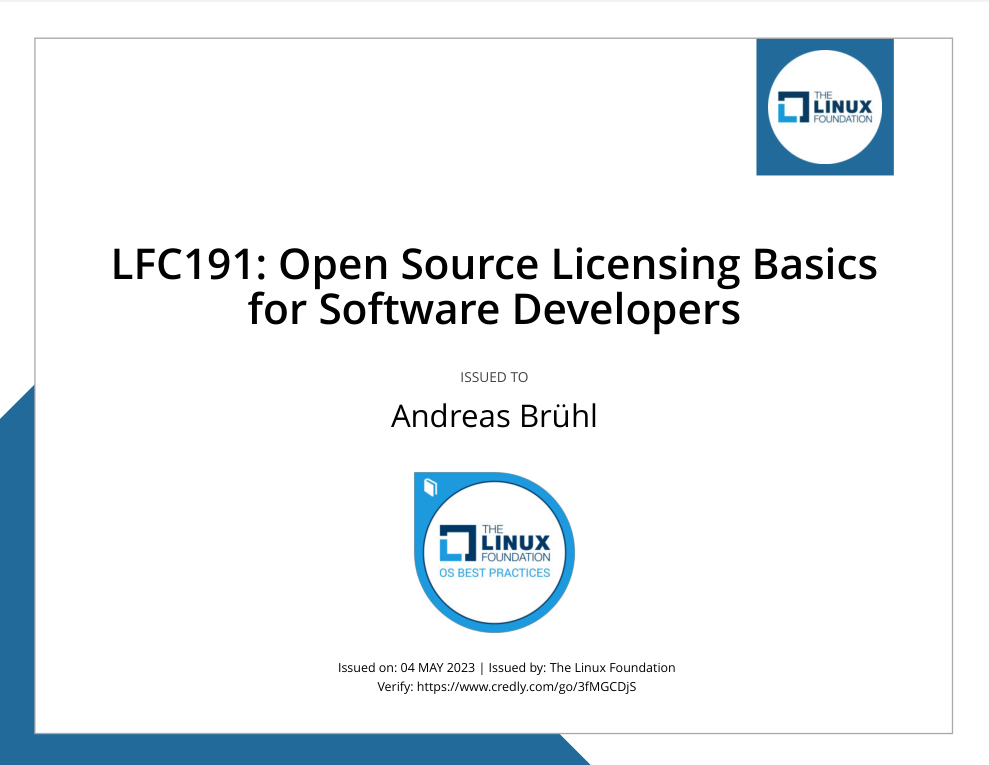 THE
LINUX
FOUNDATION
LFC191: Open Source Licensing Basics
for Software Developers
ISSUED TO
Andreas Brühl
THE
LINUX
FOUNDATION
OS BEST PRACTICES
Issued on: 04 MAY 2023 | Issued by: The Linux Foundation
Verify: https://www.credly.com/go/3fMGCDjS